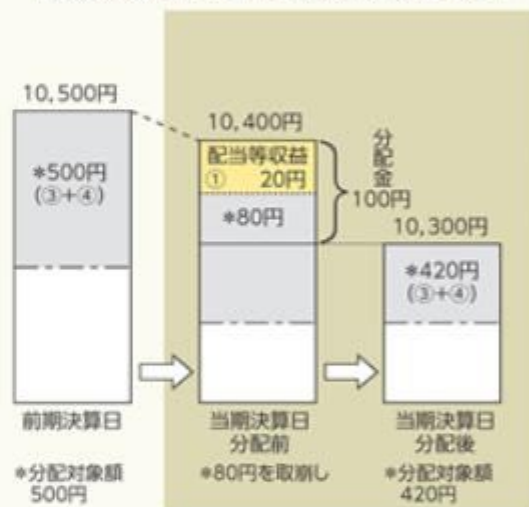 10,500円
*500円
(③+④)
前期決算日
*分配対象額
500円
10,400円
配当等収益
① 20円
*80円
分配金
100円
当期決算日
分配前
*80円を取崩し
10,300円
*420円
(③+④)
当期決算日
分配後
*分配対象額
420円